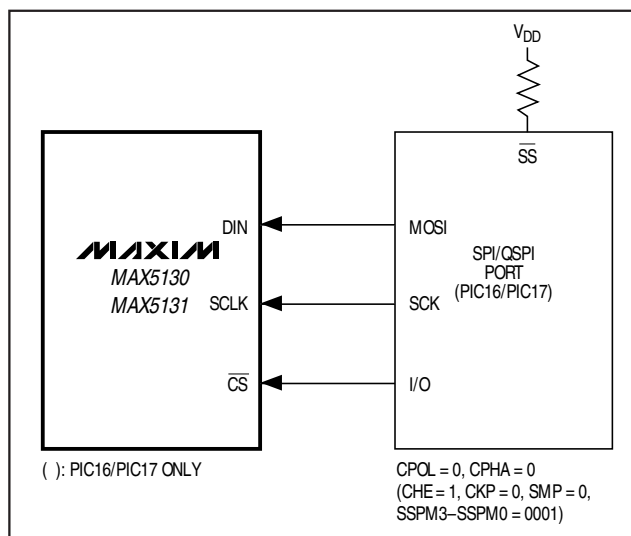 VDD
SS
DIN
MOSI
MAXIM
MAX5130
MAX5131
SPI/QSPI
PORT
(PIC16/PIC17)
SCLK
SCK
CS
I/O
( ): PIC16/PIC17 ONLY
CPOL = 0, CPHA = 0
(CHE = 1, CKP = 0, SMP = 0,
SSPM3–SSPM0 = 0001)